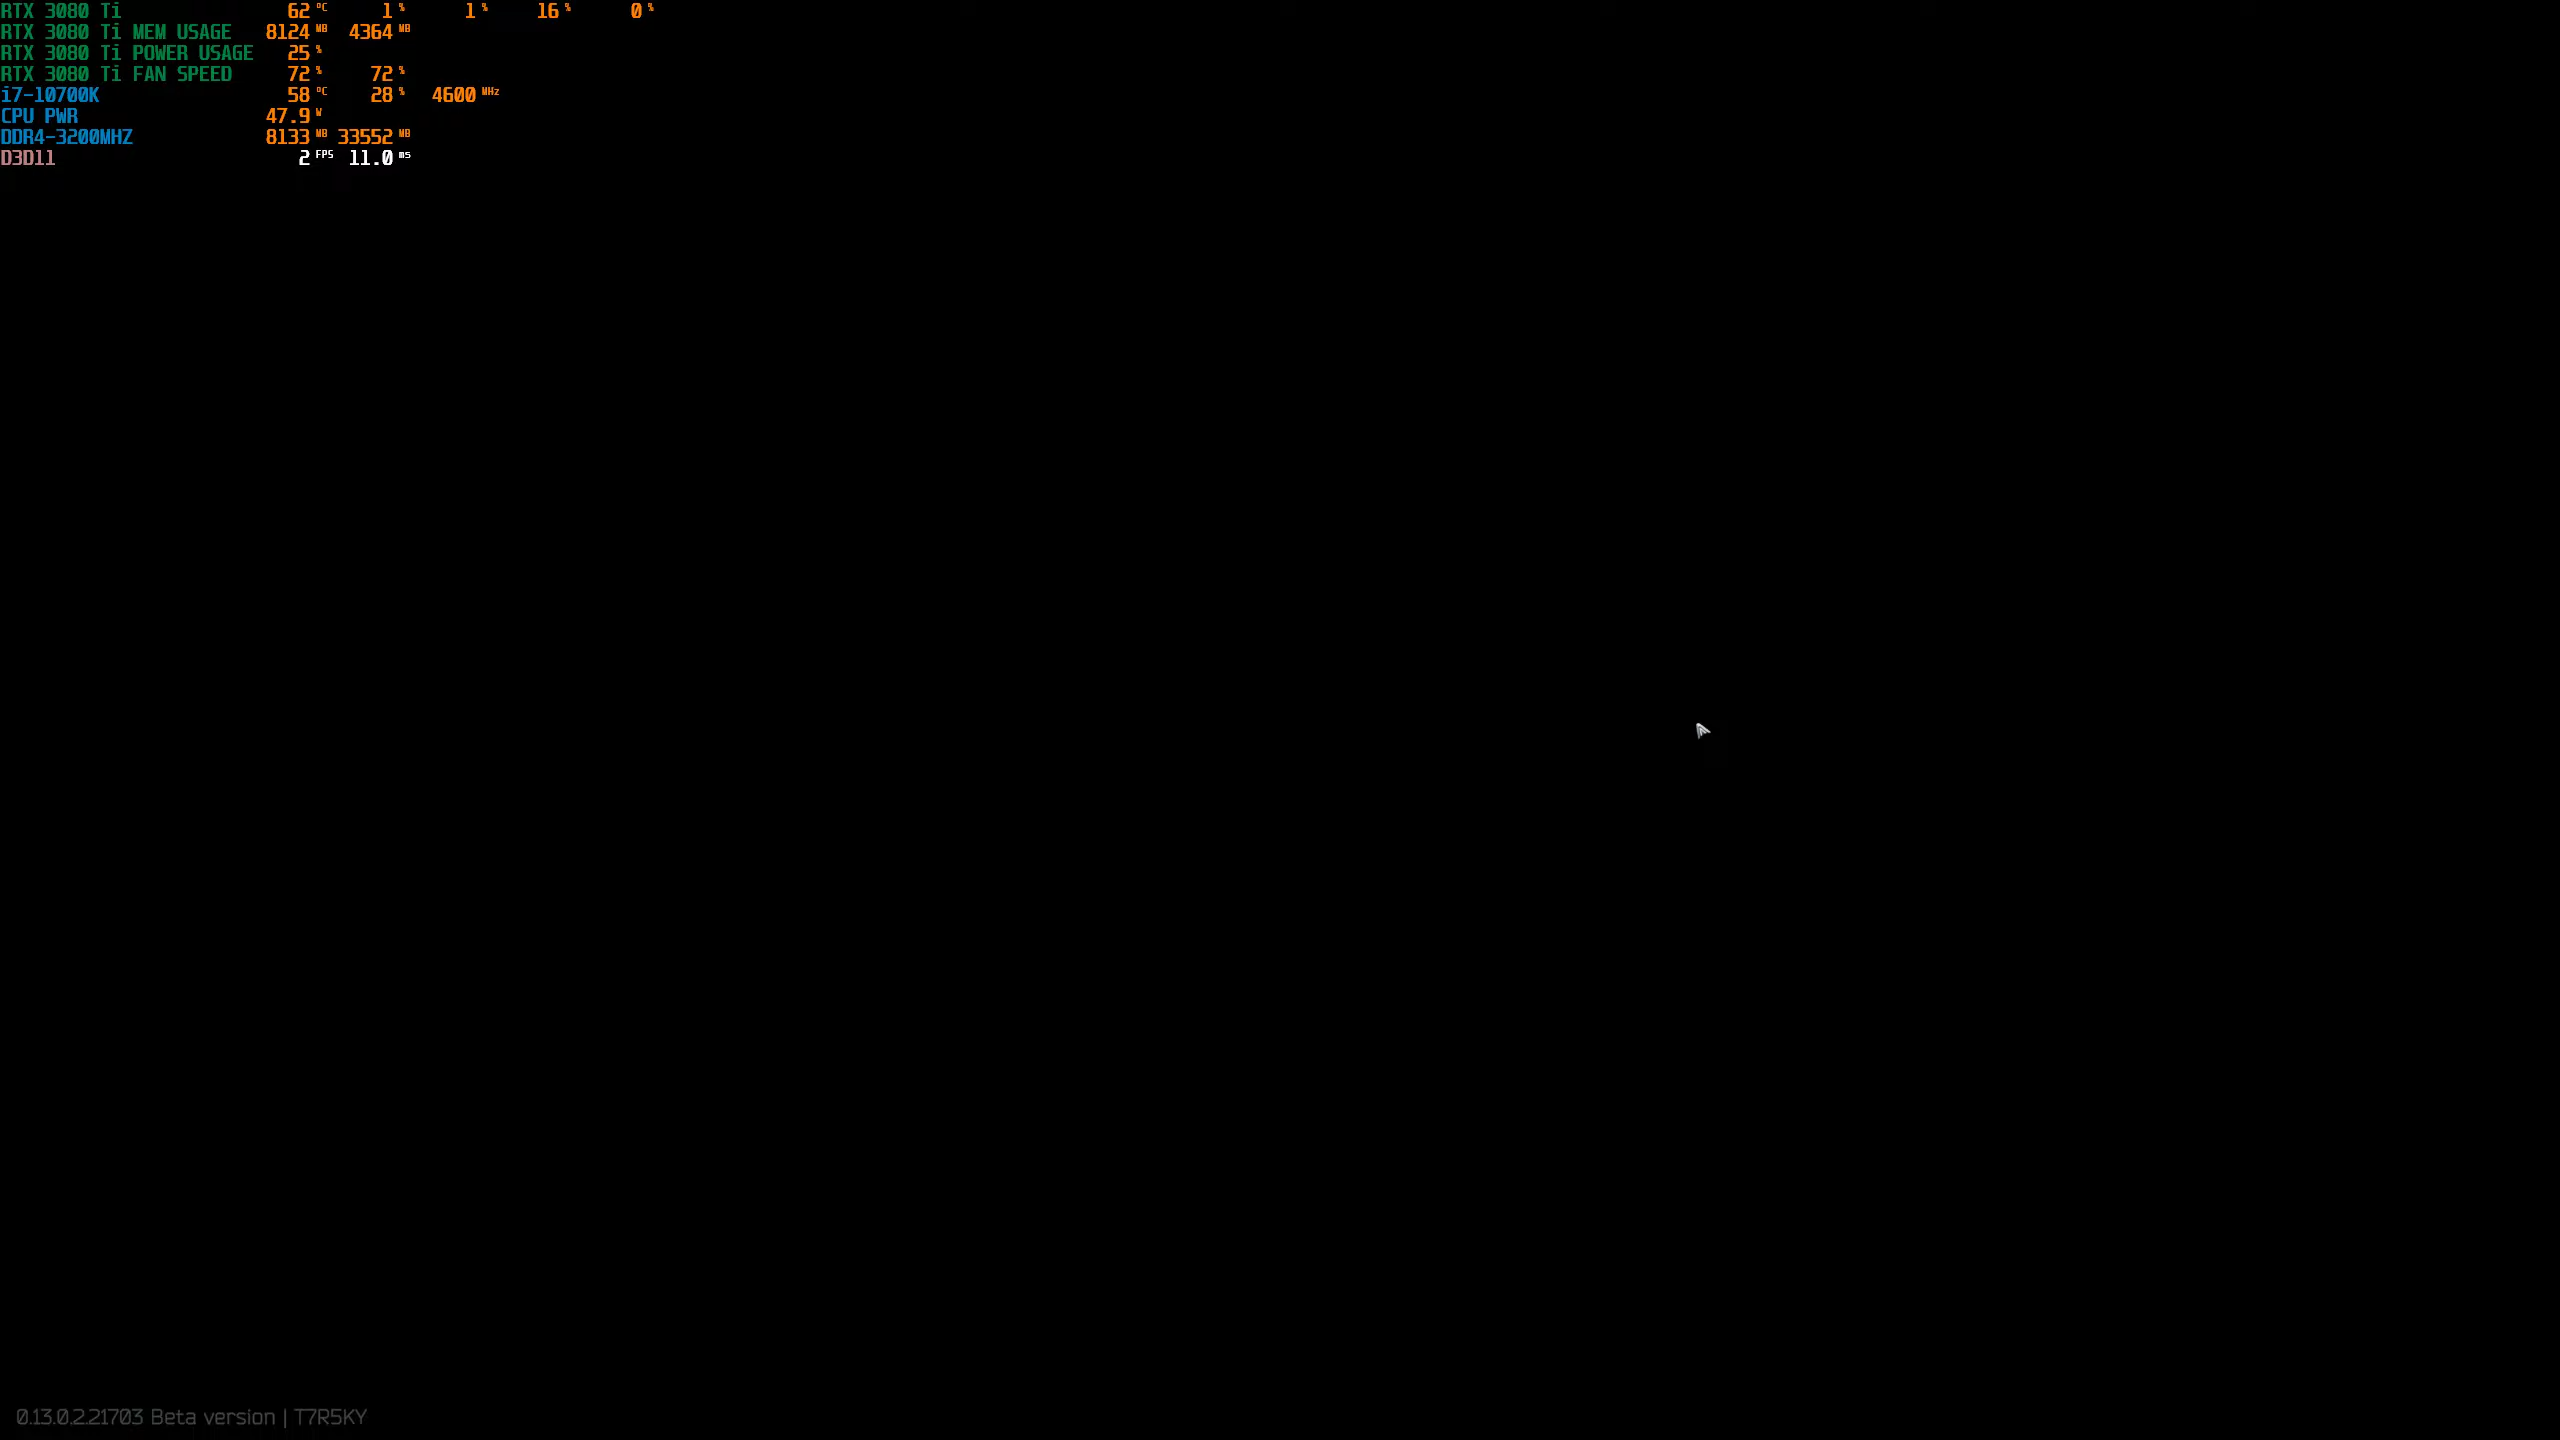 RTX 3080 Ti 62 °C 1 % 1 % 16 % 0 %
RTX 3080 Ti MEM USAGE 8124 MB 4364 MB
RTX 3080 Ti POWER USAGE 25 %
RTX 3080 Ti FAN SPEED 72 % 72 %
i7-10700K 58 °C 28 % 4600 MHz
CPU PWR 47.9 W
DDR4-3200MHZ 8133 MB 33552 MB
D3D11 2 FPS 11.0 ms
0.13.0.2.21703 Beta version | T7R5KY